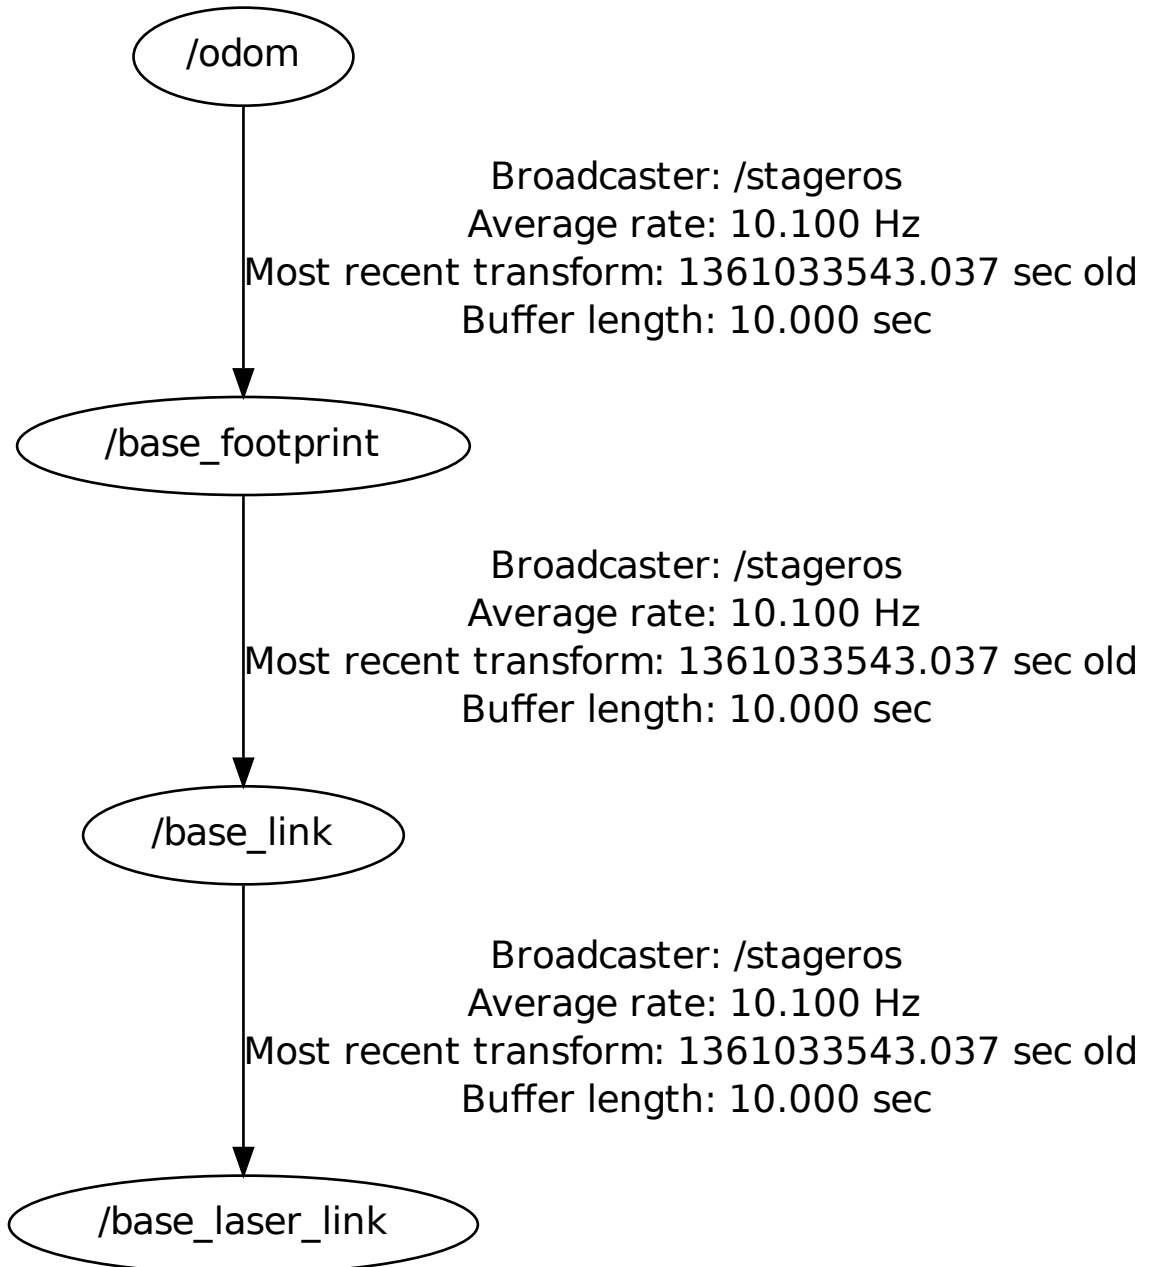 /odom
Broadcaster: /stageros
Average rate: 10.100 Hz
Most recent transform: 1361033543.037 sec old
Buffer length: 10.000 sec
/base_footprint
Broadcaster: /stageros
Average rate: 10.100 Hz
Most recent transform: 1361033543.037 sec old
Buffer length: 10.000 sec
/base_link
Broadcaster: /stageros
Average rate: 10.100 Hz
Most recent transform: 1361033543.037 sec old
Buffer length: 10.000 sec
/base_laser_link